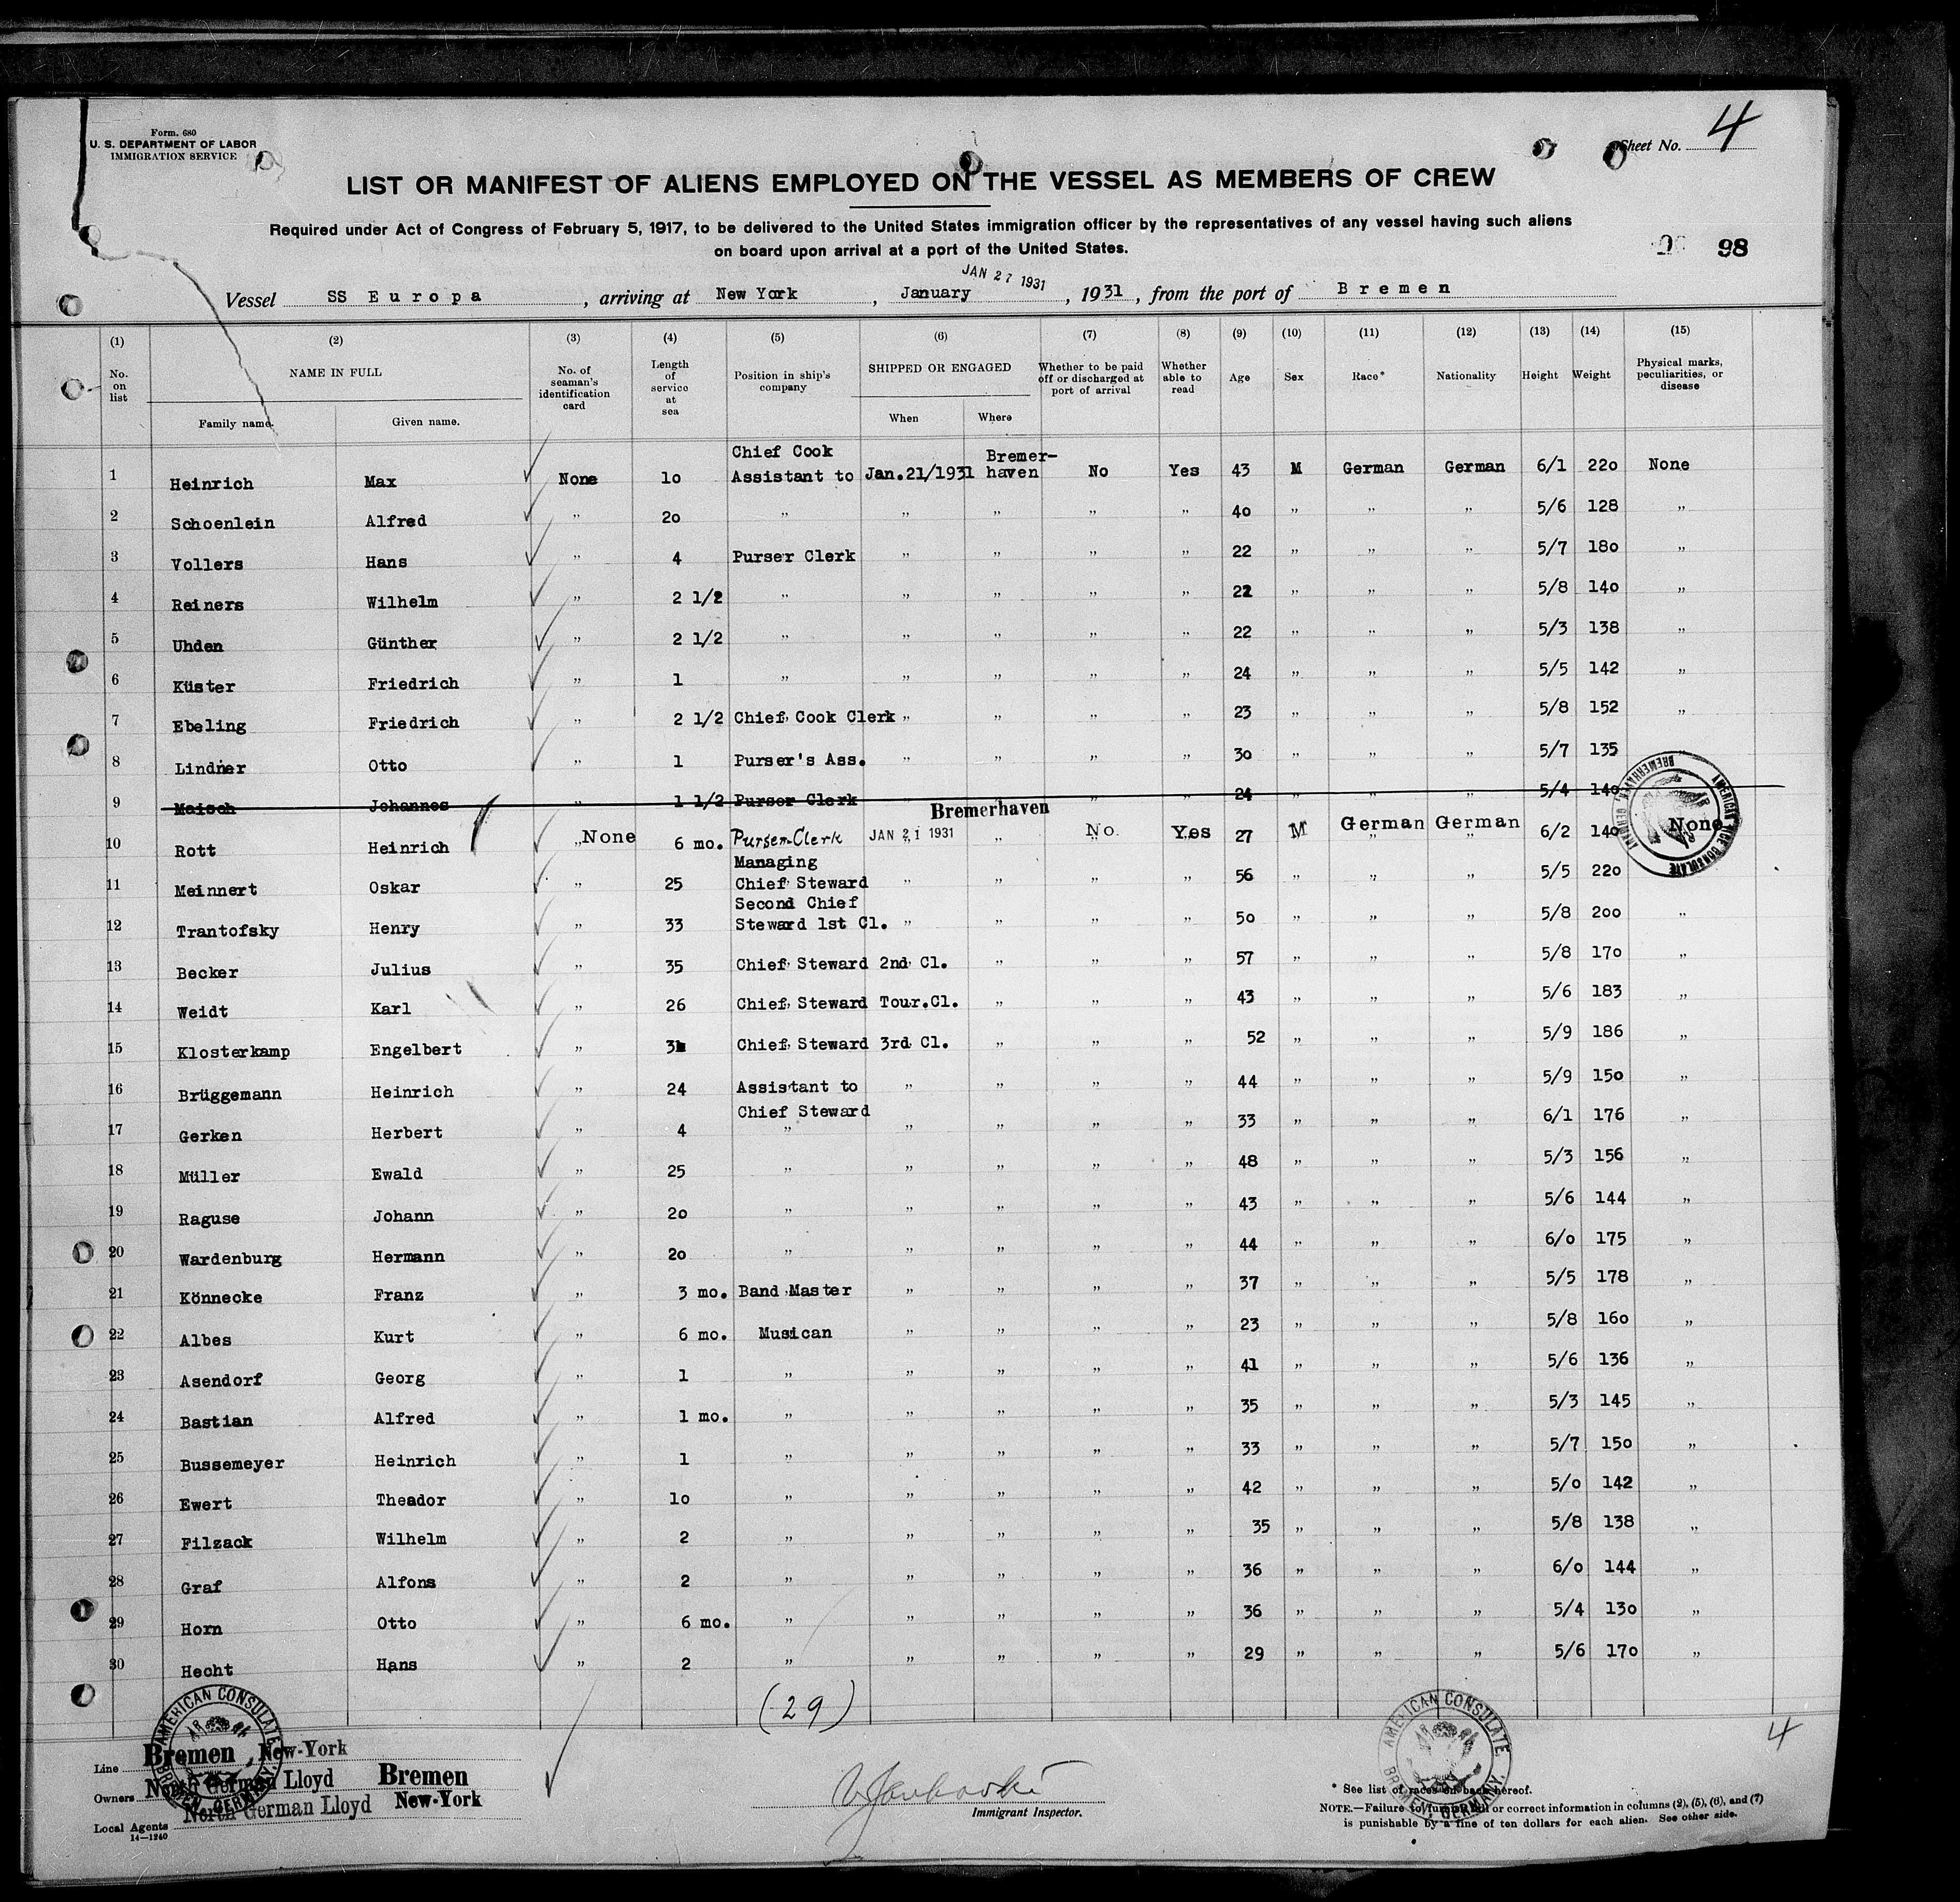 Form. 680
U. S. DEPARTMENT OF LABOR
IMMIGRATION SERVICE
Sheet No. 4
LIST OR MANIFEST OF ALIENS EMPLOYED ON THE VESSEL AS MEMBERS OF CREW
Required under Act of Congress of February 5, 1917, to be delivered to the United States immigration officer by the representatives of any vessel having such aliens
on board upon arrival at a port of the United States.
98
JAN 27 1931
Vessel SS Europa, arriving at New York, January, 1931, from the port of Bremen
(1) (2) (3) (4) (5) (6) (7) (8) (9) (10) (11) (12) (13) (14) (15)
No. on list NAME IN FULL No. of seaman's identification card Length of service at sea Position in ship's company SHIPPED OR ENGAGED Whether to be paid off or discharged at port of arrival Whether able to read Age Sex Race* Nationality Height Weight Physical marks, peculiarities, or disease
Family name. Given name. When Where
Chief Cook Bremer-
1 Heinrich Max None 10 Assistant to Jan.21/1931 haven No Yes 43 M German German 6/1 220 None
2 Schoenlein Alfred " 20 " " " " " 40 " " " 5/6 128 "
3 Vollers Hans " 4 Purser Clerk " " " " 22 " " " 5/7 180 "
4 Reiners Wilhelm " 2 1/2 " " " " " 22 " " " 5/8 140 "
5 Uhden Günther " 2 1/2 " " " " " 22 " " " 5/3 138 "
6 Küster Friedrich " 1 " " " " " 24 " " " 5/5 142 "
7 Ebeling Friedrich " 2 1/2 Chief Cook Clerk " " " " 23 " " " 5/8 152 "
8 Lindner Otto " 1 Purser's Ass. " " " " 30 " " " 5/7 135
9 Maisch Johannes " 1 1/2 Purser Clerk " " " 24 " " " 5/4 140
Bremerhaven
10 Rott Heinrich " None 6 mo. Purser-Clerk JAN 21 1931 " No Yes 27 M German German 6/2 140 None
Managing
11 Meinnert Oskar " 25 Chief Steward " " " " 56 " " " 5/5 220
Second Chief
12 Trantofsky Henry " 33 Steward 1st Cl. " " " " 50 " " " 5/8 200 "
13 Becker Julius " 35 Chief Steward 2nd Cl. " " " 57 " " " 5/8 170 "
14 Weidt Karl " 26 Chief Steward Tour.Cl. " " " 43 " " " 5/6 183 "
15 Klosterkamp Engelbert " Chief Steward 3rd Cl. " " " 52 " " " 5/9 186 "
16 Brüggemann Heinrich " 24 Assistant to " " " " 44 " " " 5/9 150 "
Chief Steward
17 Gerken Herbert " 4 " " " " " 33 " " " 6/1 176 "
18 Müller Ewald " 25 " " " " " 48 " " " 5/3 156 "
19 Raguse Johann " 20 " " " " " 43 " " " 5/6 144 "
20 Wardenburg Hermann " 20 " " " " " 44 " " " 6/0 175 "
21 Könnecke Franz " 3 mo. Band Master " " " " 37 " " " 5/5 178 "
22 Albes Kurt " 6 mo. Musican " " " " 23 " " " 5/8 160 "
23 Asendorf Georg " 1 " " " " " 41 " " " 5/6 136 "
24 Bastian Alfred " 1 mo. " " " " " 35 " " " 5/3 145 "
25 Bussemeyer Heinrich " 1 " " " " " 33 " " " 5/7 150 "
26 Ewert Theador " 10 " " " " " 42 " " " 5/0 142 "
27 Filzack Wilhelm " 2 " " " " " 35 " " " 5/8 138 "
28 Graf Alfons " 2 " " " " " 36 " " " 6/0 144 "
29 Horn Otto " 6 mo. " " " " " 36 " " " 5/4 130 "
30 Hecht Hans " 2 " " " " " 29 " " " 5/6 170 "
AMERICAN VICE CONSULATE BREMERHAVEN, GERMANY
(29)
4
AMERICAN CONSULATE BREMEN, GERMANY.
AMERICAN CONSULATE BREMEN, GERMANY.
Line Bremen New-York
Owners North German Lloyd Bremen
Local Agents North German Lloyd New-York
14—1240
Immigrant Inspector.
* See list of races on back hereof.
NOTE.—Failure to furnish full or correct information in columns (2), (5), (6), and (7)
is punishable by a fine of ten dollars for each alien. See other side.